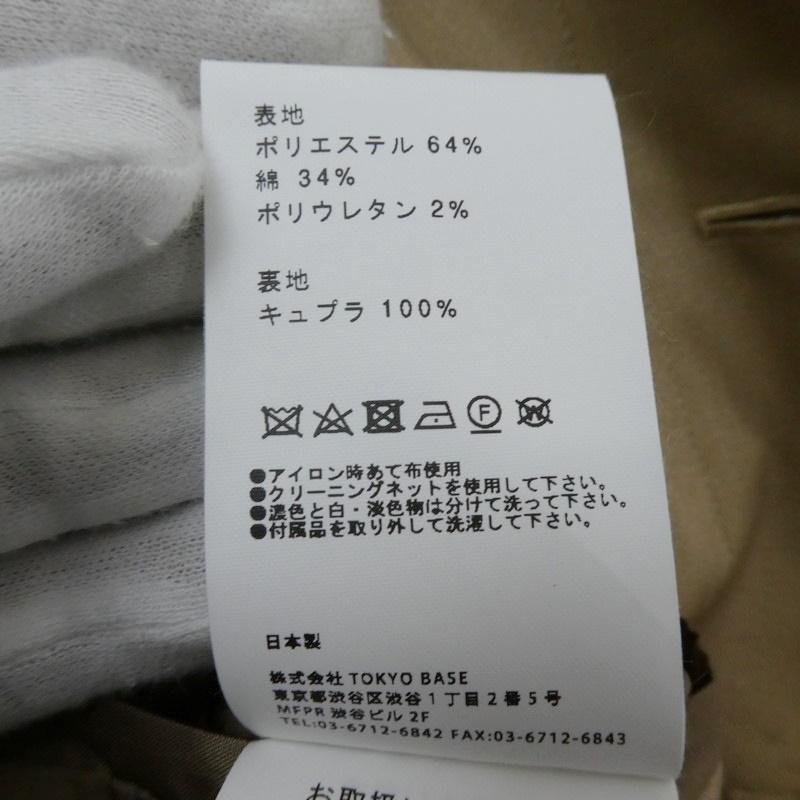 表地
ポリエステル 64%
綿 34%
ポリウレタン 2%
裏地
キュプラ 100%
F W
●アイロン時あて布使用
●クリーニングネットを使用して下さい。
●濃色と白・淡色物は分けて洗って下さい。
●付属品を取り外して洗濯して下さい。
日本製
株式会社 TOKYO BASE
東京都渋谷区渋谷1丁目2番5号
MFPR 渋谷ビル 2F
TEL:03-6712-6842 FAX:03-6712-6843
お取扱